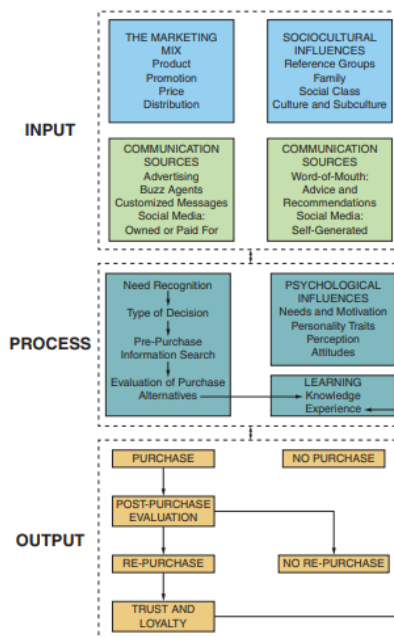 INPUT
THE MARKETING
MIX
Product
Promotion
Price
Distribution
SOCIOCULTURAL
INFLUENCES
Reference Groups
Family
Social Class
Culture and Subculture
COMMUNICATION
SOURCES
Advertising
Buzz Agents
Customized Messages
Social Media:
Owned or Paid For
COMMUNICATION
SOURCES
Word-of-Mouth:
Advice and
Recommendations
Social Media:
Self-Generated
PROCESS
Need Recognition
Type of Decision
Pre-Purchase
Information Search
Evaluation of Purchase
Alternatives
PSYCHOLOGICAL
INFLUENCES
Needs and Motivation
Personality Traits
Perception
Attitudes
LEARNING
Knowledge
Experience
OUTPUT
PURCHASE
NO PURCHASE
POST-PURCHASE
EVALUATION
RE-PURCHASE
NO RE-PURCHASE
TRUST AND
LOYALTY